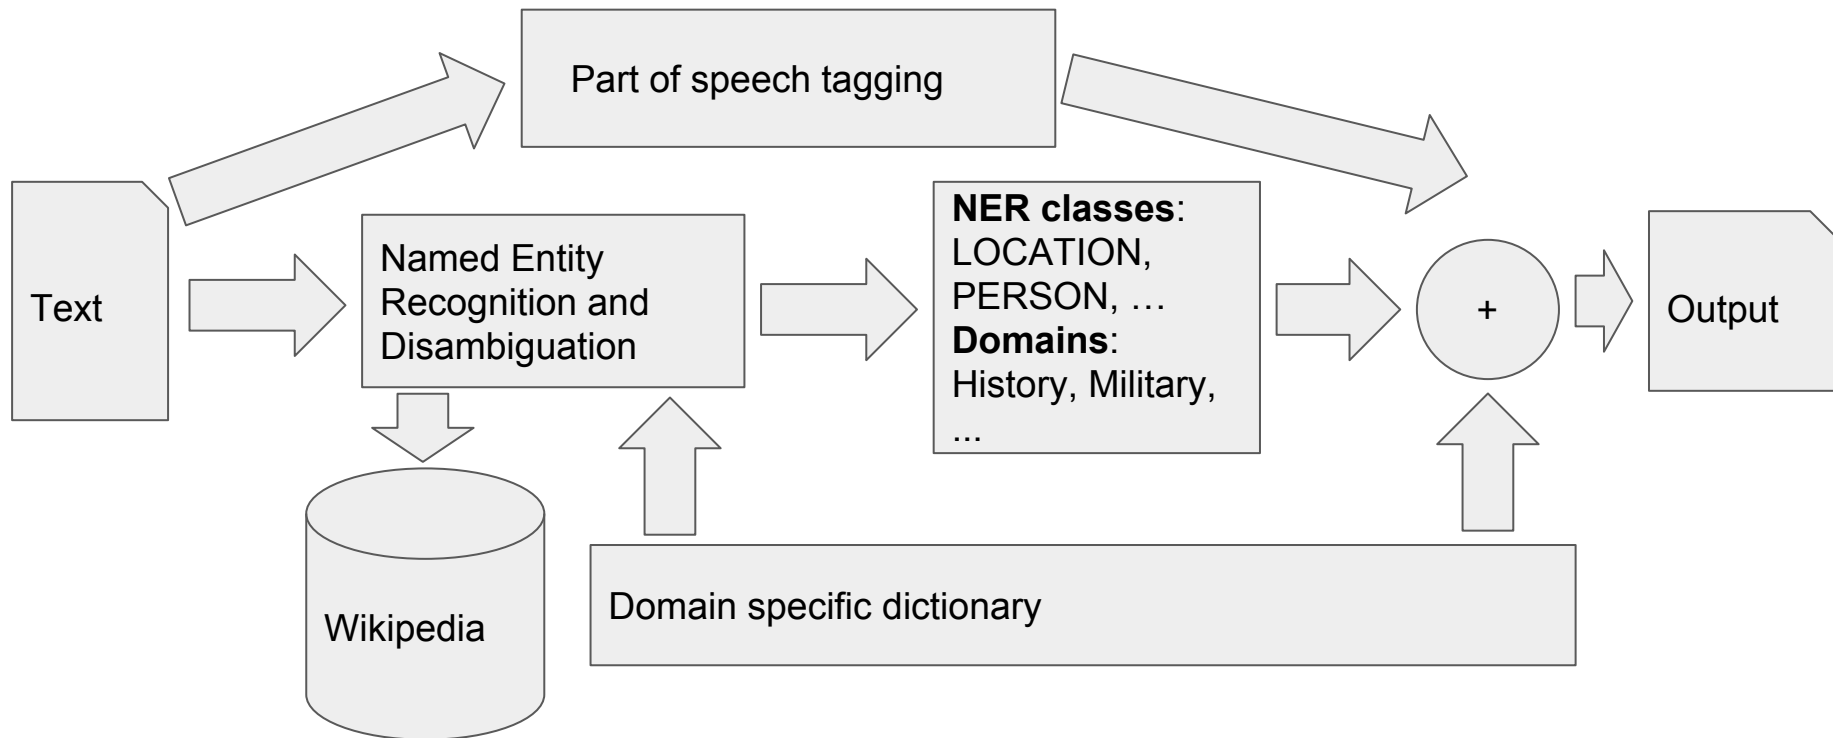 Part of speech tagging
Text
Named Entity
Recognition and
Disambiguation
NER classes:
LOCATION,
PERSON, …
Domains:
History, Military,
...
+
Output
Wikipedia
Domain specific dictionary